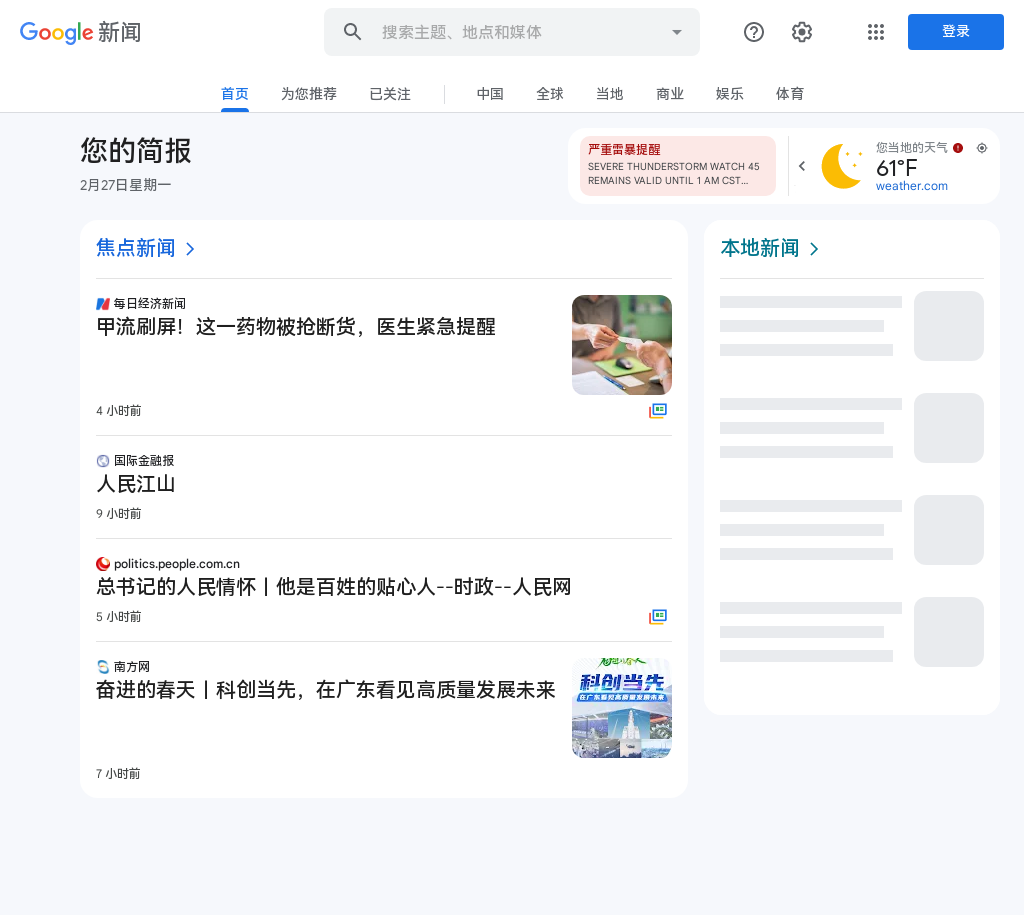 Google 新闻
搜索主题、地点和媒体
登录
首页
为您推荐
已关注
中国
全球
当地
商业
娱乐
体育
您的简报
2月27日星期一
严重雷暴提醒
SEVERE THUNDERSTORM WATCH 45
REMAINS VALID UNTIL 1 AM CST...
您当地的天气
61°F
weather.com
焦点新闻
本地新闻
每日经济新闻
甲流刷屏！这一药物被抢断货，医生紧急提醒
4 小时前
国际金融报
人民江山
9 小时前
politics.people.com.cn
总书记的人民情怀丨他是百姓的贴心人--时政--人民网
5 小时前
南方网
奋进的春天丨科创当先，在广东看见高质量发展未来
科创当先
在广东看见高质量发展未来
7 小时前